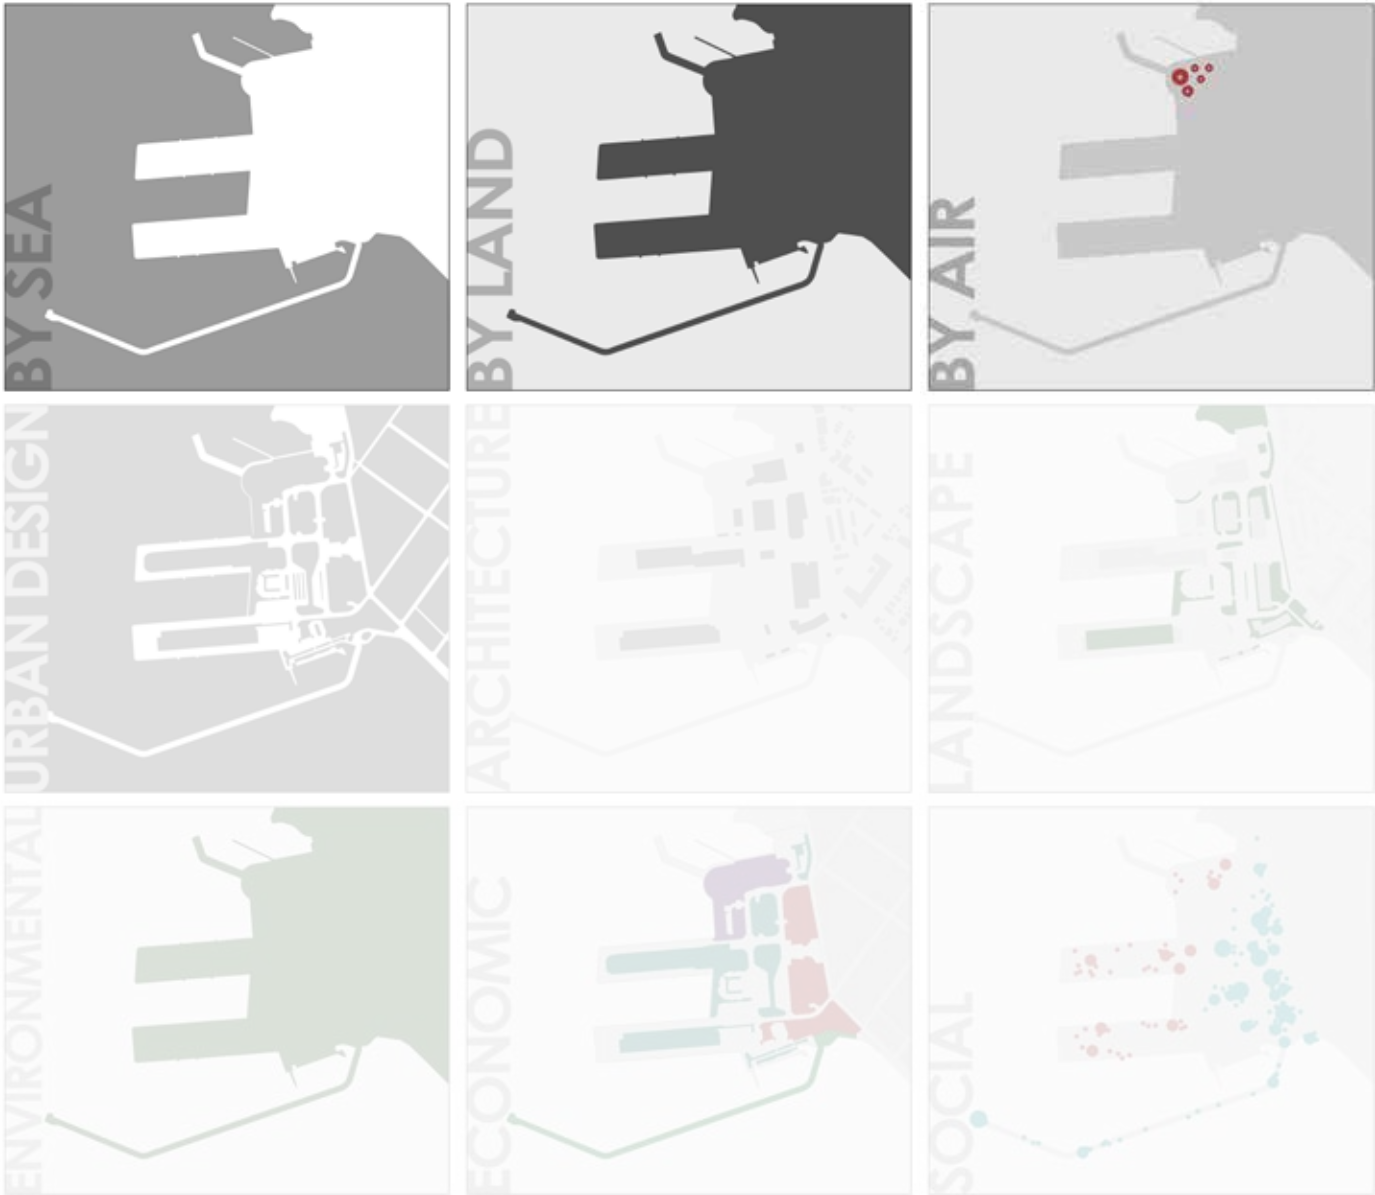 BY SEA
BY LAND
BY AIR
URBAN DESIGN
ARCHITECTURE
LANDSCAPE
ENVIRONMENTAL
ECONOMIC
SOCIAL